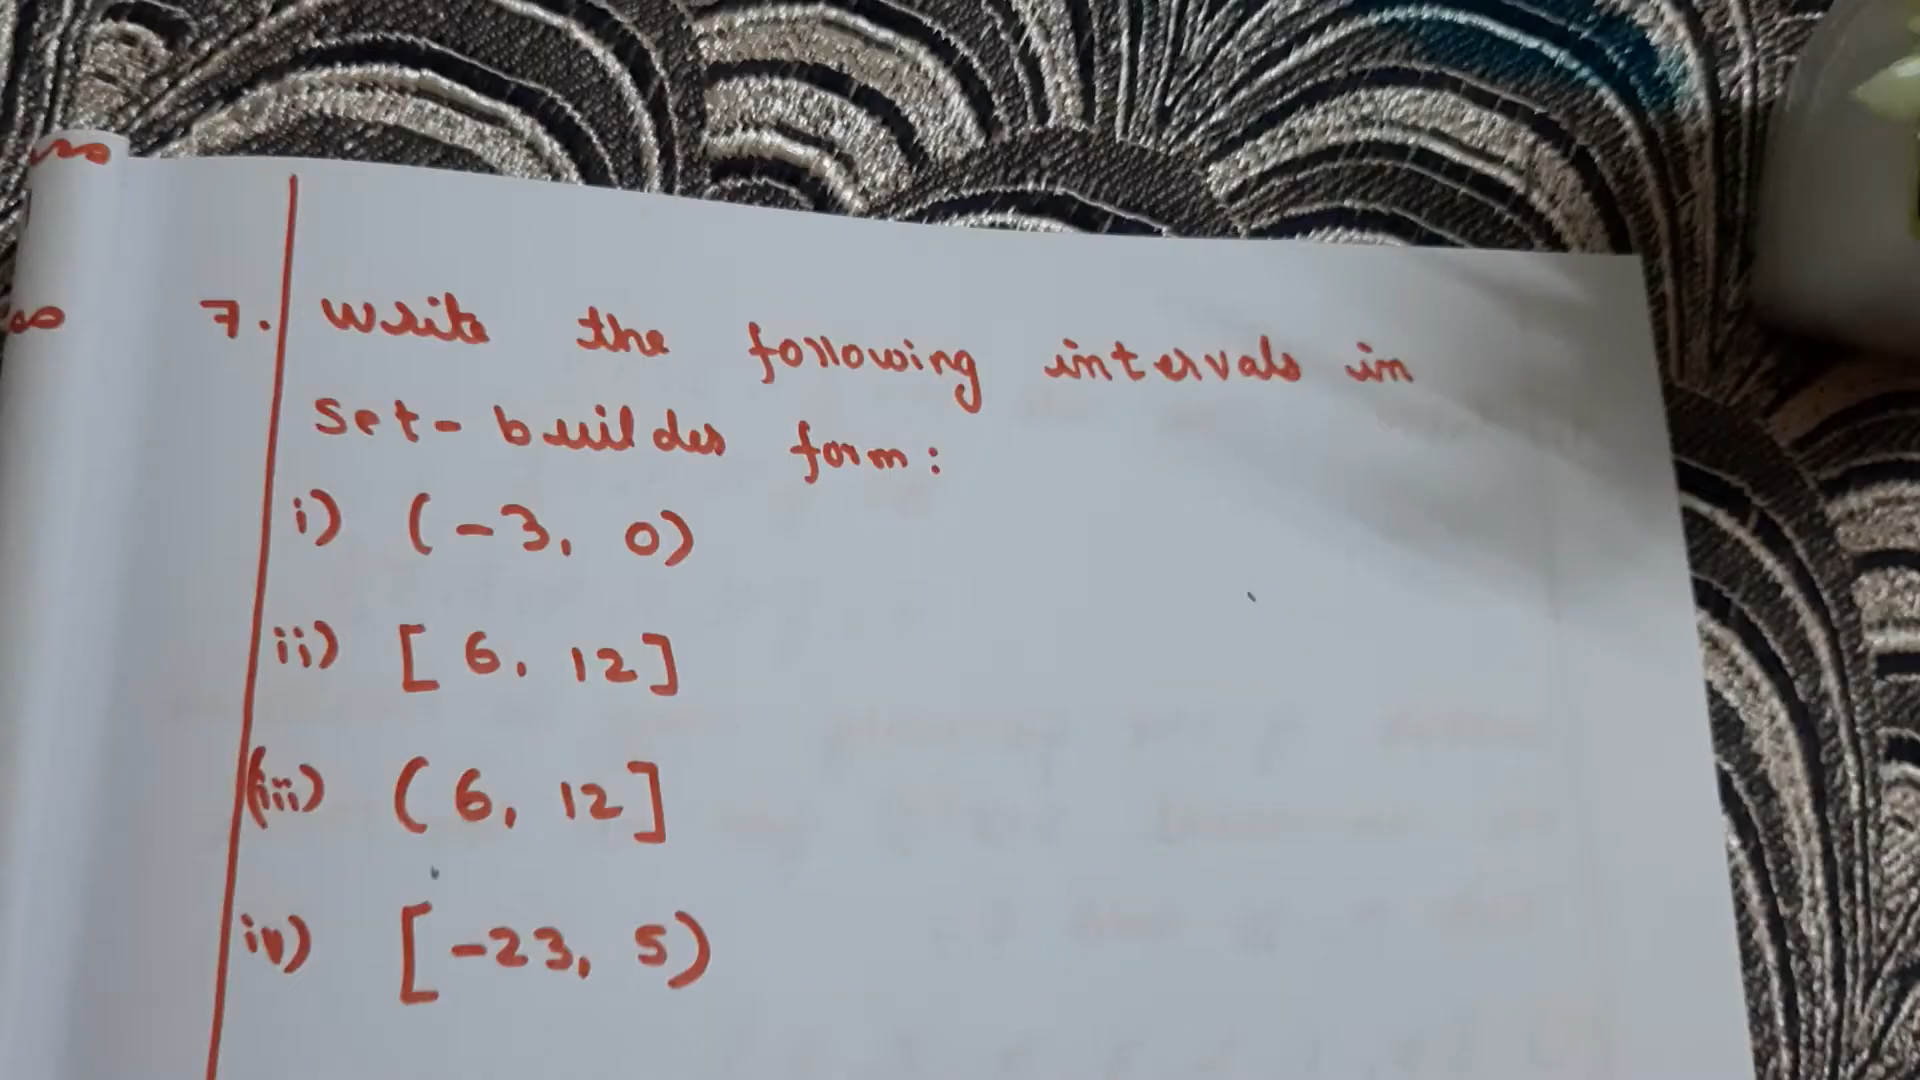 7. Write the following intervals in
set-builder form:
i) (-3, 0)
ii) [6, 12]
(iii) (6, 12]
iv) [-23, 5)